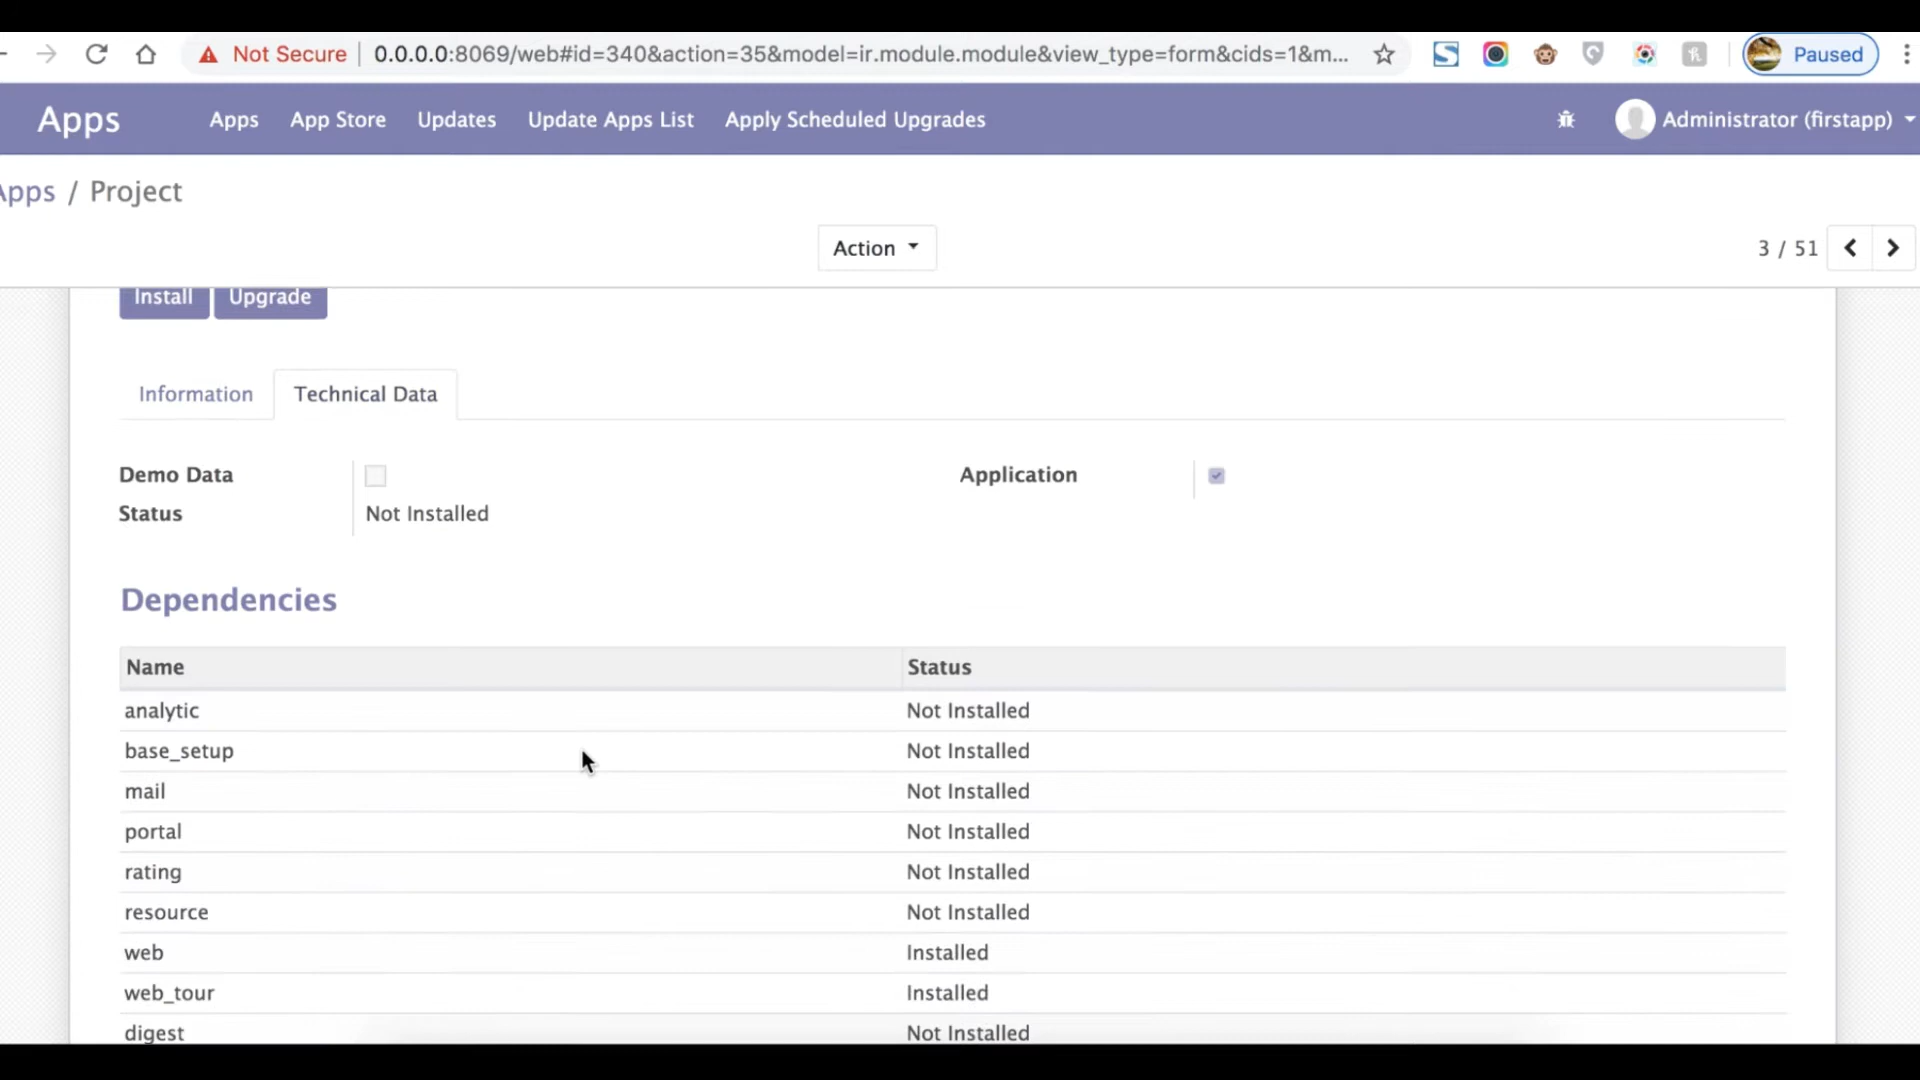 Not Secure | 0.0.0.0:8069/web#id=340&action=35&model=ir.module.module&view_type=form&cids=1&m... Paused
Apps Apps App Store Updates Update Apps List Apply Scheduled Upgrades Administrator (firstapp)
Apps / Project
Action 3 / 51
Install Upgrade
Information Technical Data
Demo Data Application
Status Not Installed
Dependencies
Name Status
analytic Not Installed
base_setup Not Installed
mail Not Installed
portal Not Installed
rating Not Installed
resource Not Installed
web Installed
web_tour Installed
digest Not Installed